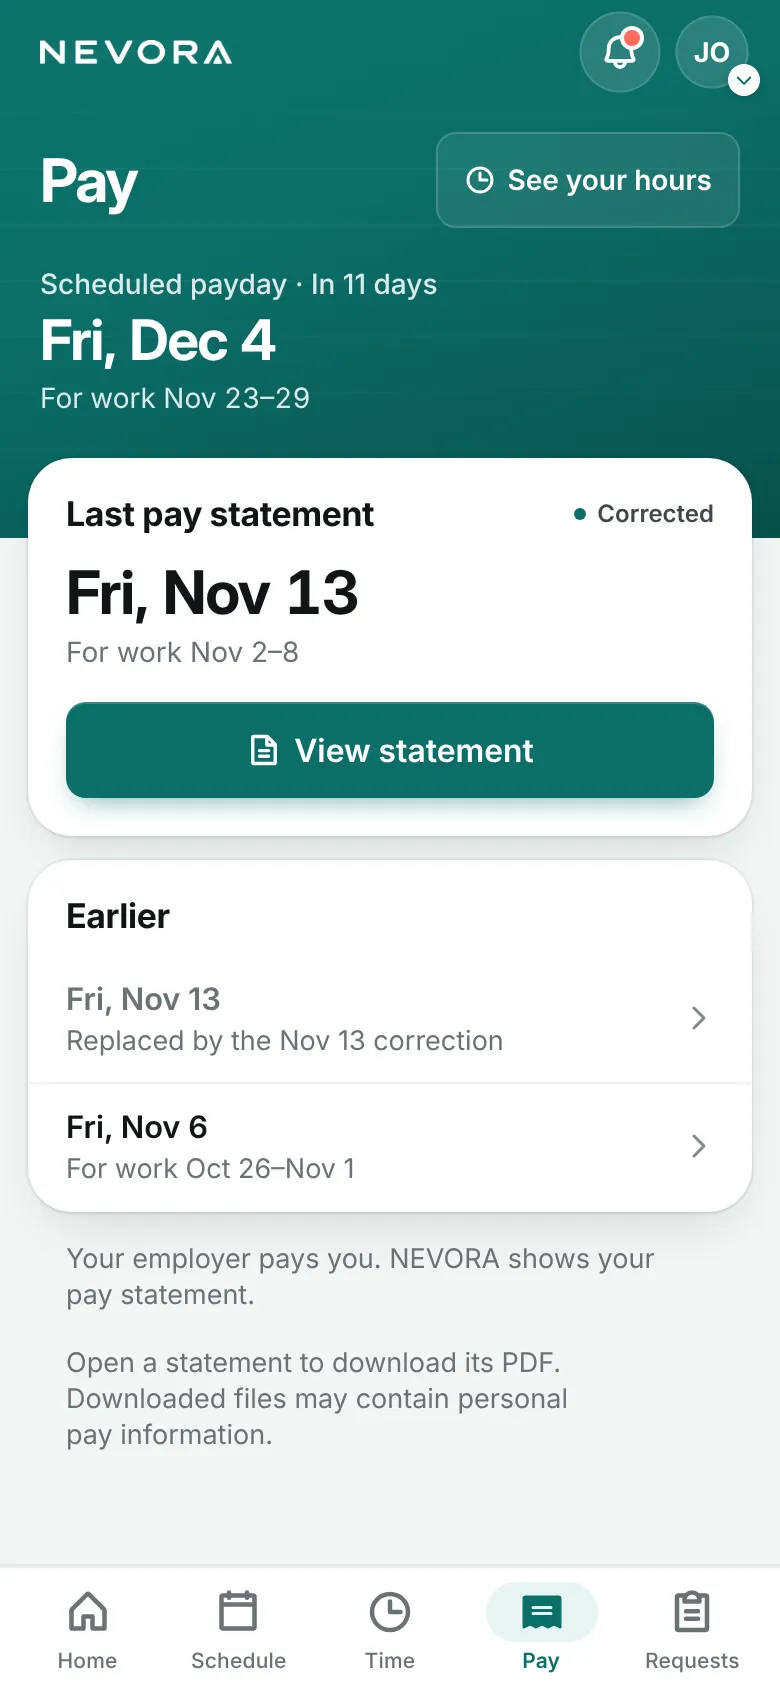 NEVORA
JO
Pay
See your hours
Scheduled payday · In 11 days
Fri, Dec 4
For work Nov 23–29
Last pay statement
Corrected
Fri, Nov 13
For work Nov 2–8
View statement
Earlier
Fri, Nov 13
Replaced by the Nov 13 correction
Fri, Nov 6
For work Oct 26–Nov 1
Your employer pays you. NEVORA shows your
pay statement.
Open a statement to download its PDF.
Downloaded files may contain personal
pay information.
Home
Schedule
Time
Pay
Requests